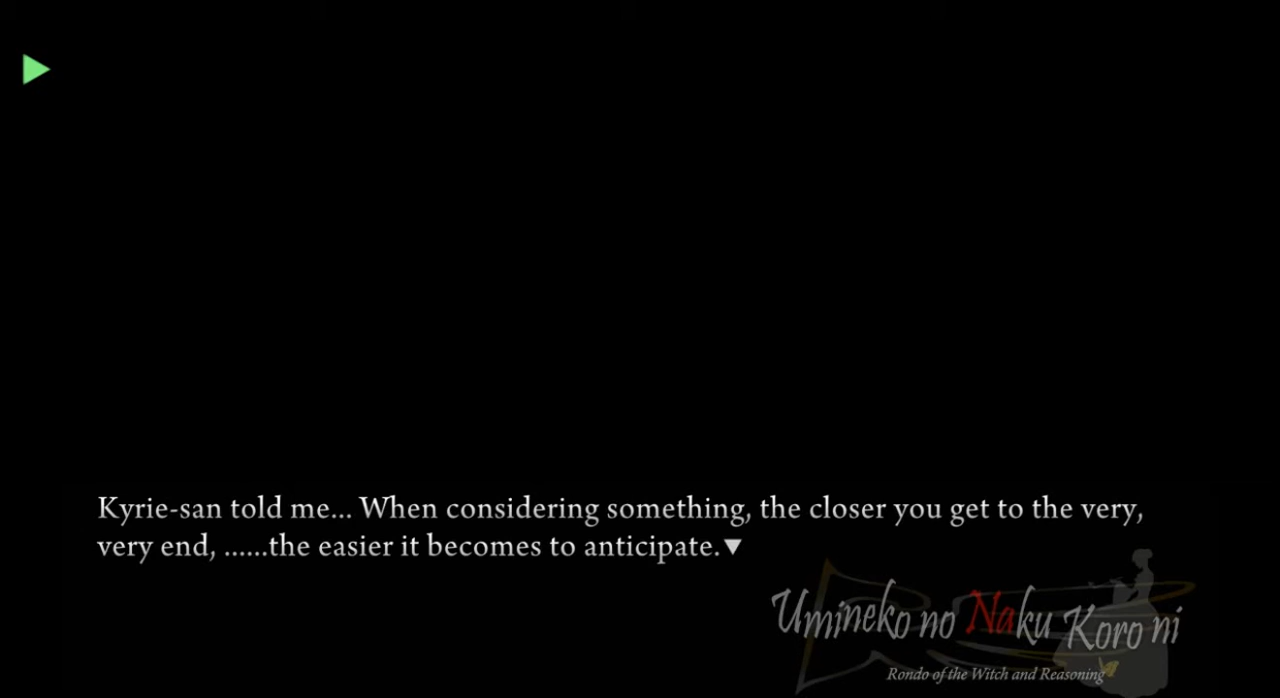 Kyrie-san told me... When considering something, the closer you get to the very,
very end, ......the easier it becomes to anticipate.
Umineko no Naku Koro ni
Rondo of the Witch and Reasoning